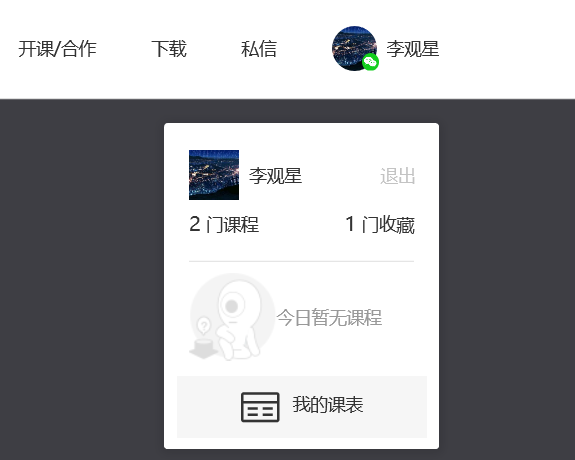 开课/合作 下载 私信 李观星
李观星 退出
2 门课程 1 门收藏
今日暂无课程
我的课表